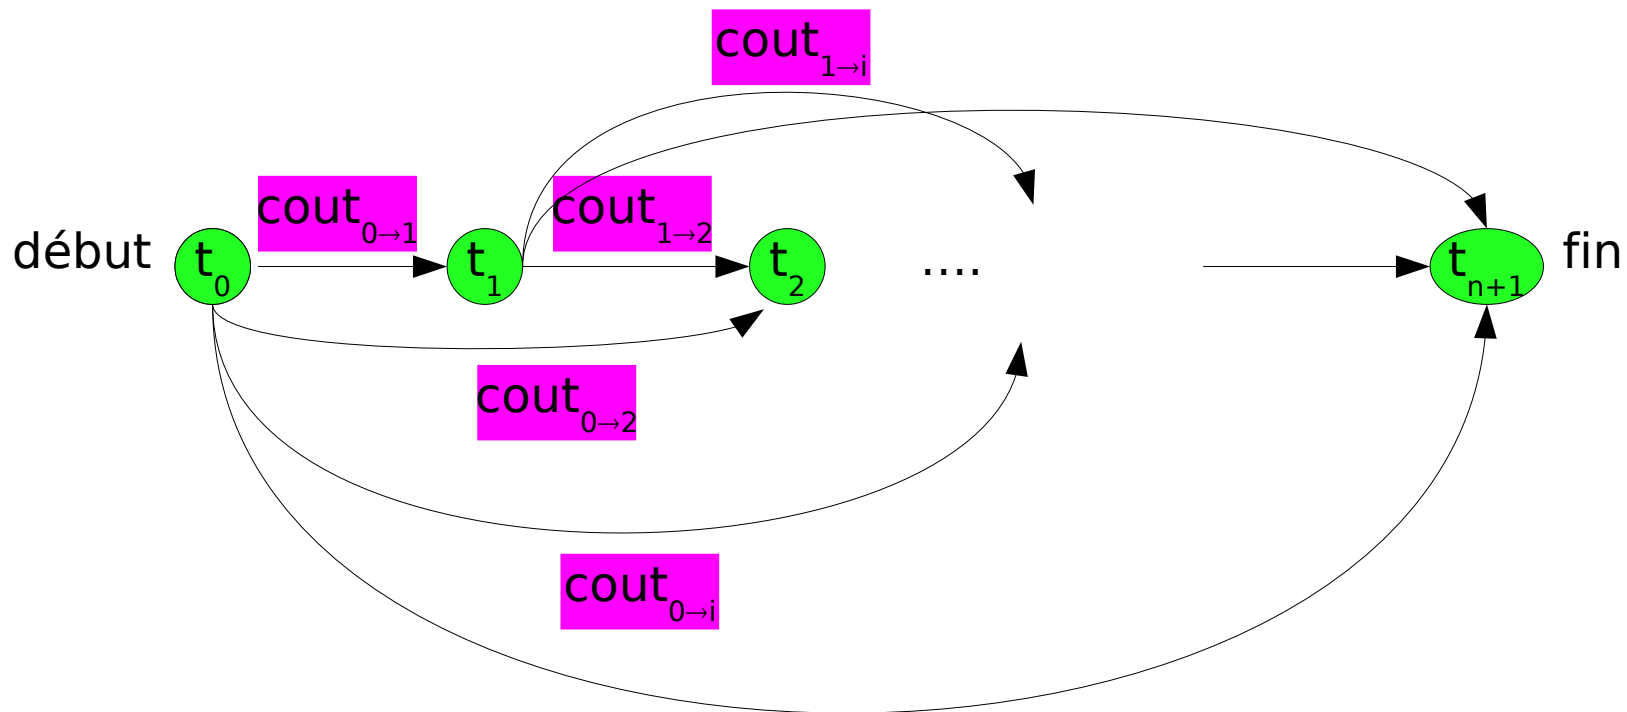 cout1→i
cout0→1
cout1→2
début
t0
t1
t2
....
tn+1
fin
cout0→2
cout0→i